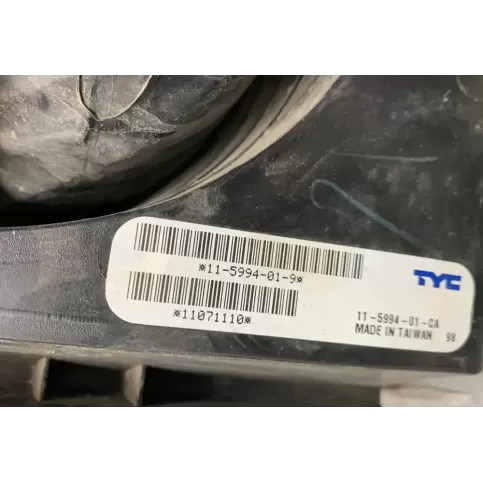 *11-5994-01-9*
TYC
*11071110*
11-5994-01-CA
MADE IN TAIWAN 98